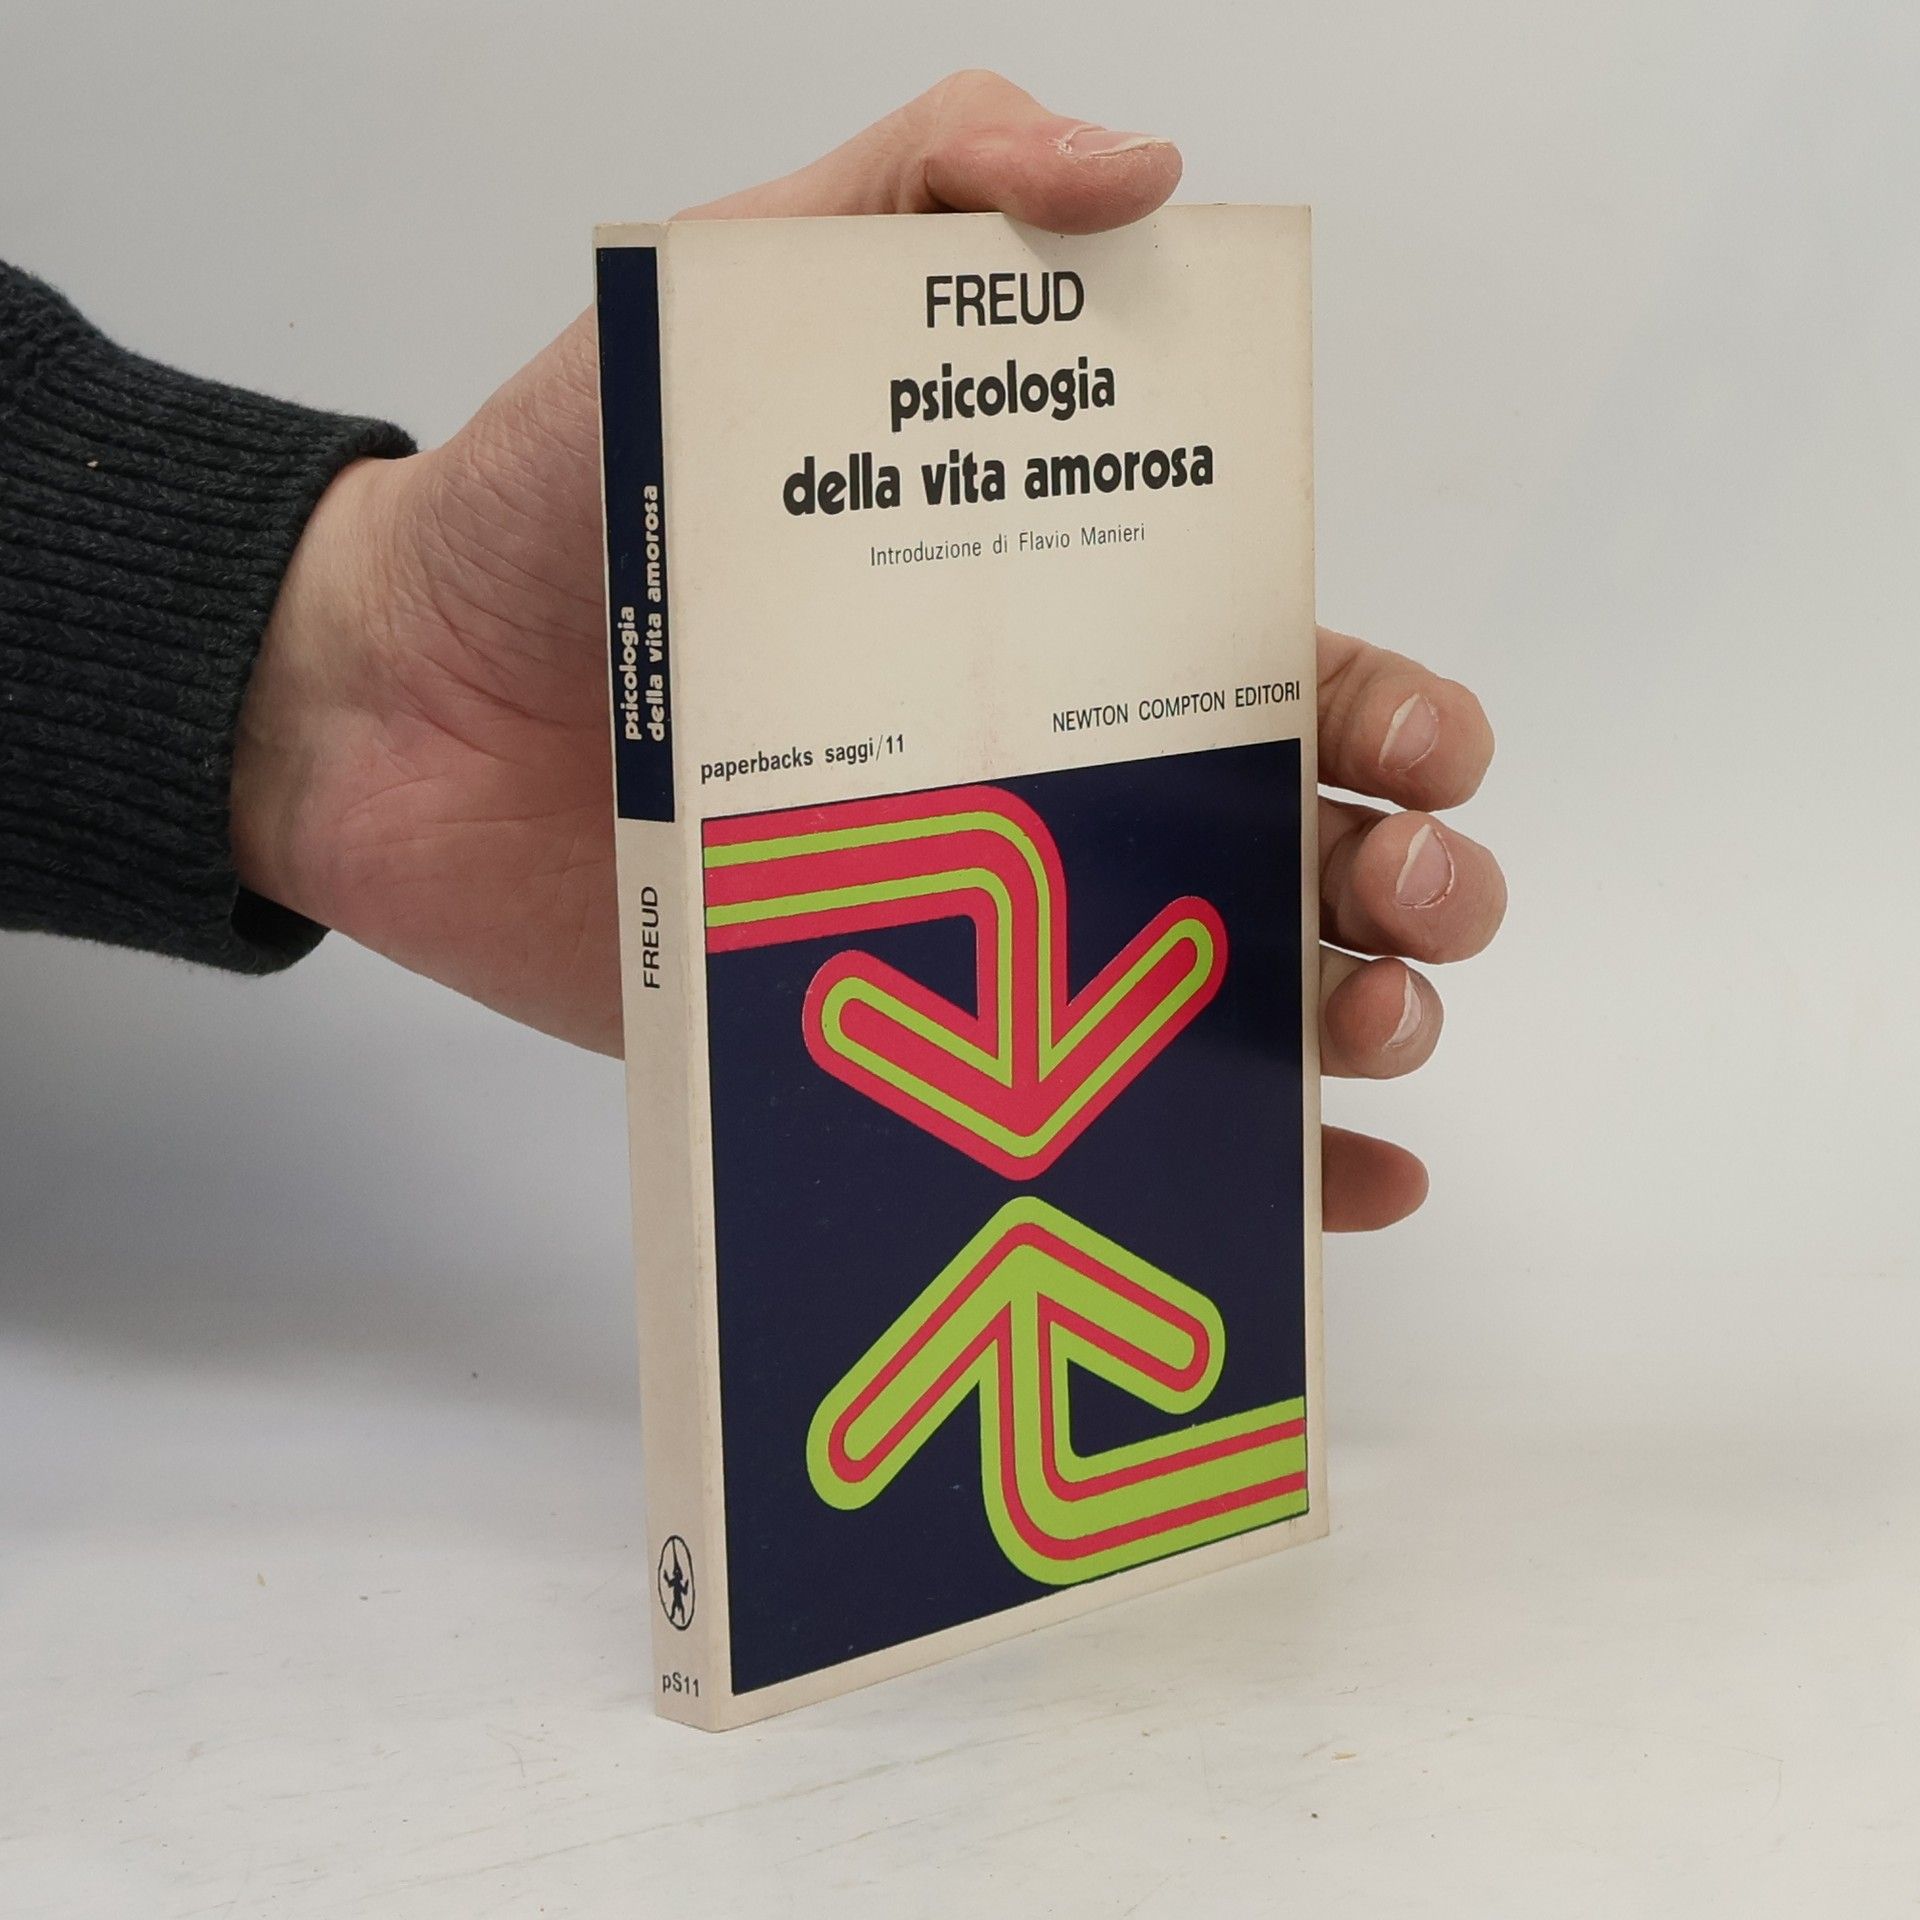 FREUD
psicologia
della vita amorosa
Introduzione di Flavio Manieri
NEWTON COMPTON EDITORI
paperbacks saggi/11
psicologia
della vita amorosa
FREUD
pS11